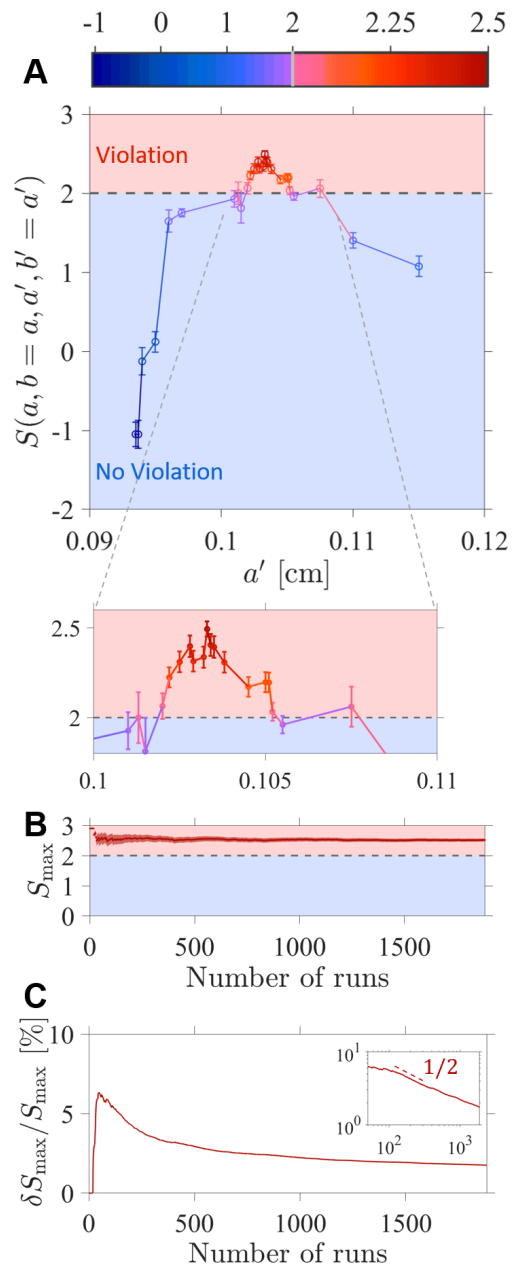 -1 0 1 2 2.25 2.5
A
3
2
1
0
-1
-2
Violation
No Violation
S(a, b = a, a′, b′ = a′)
0.09 0.1 0.11 0.12
a′ [cm]
2.5
2
0.1 0.105 0.11
B
3
2
1
0
S_max
0 500 1000 1500
Number of runs
C
10
5
0
δS_max/S_max [%]
10^1
10^0
1/2
10^2 10^3
0 500 1000 1500
Number of runs